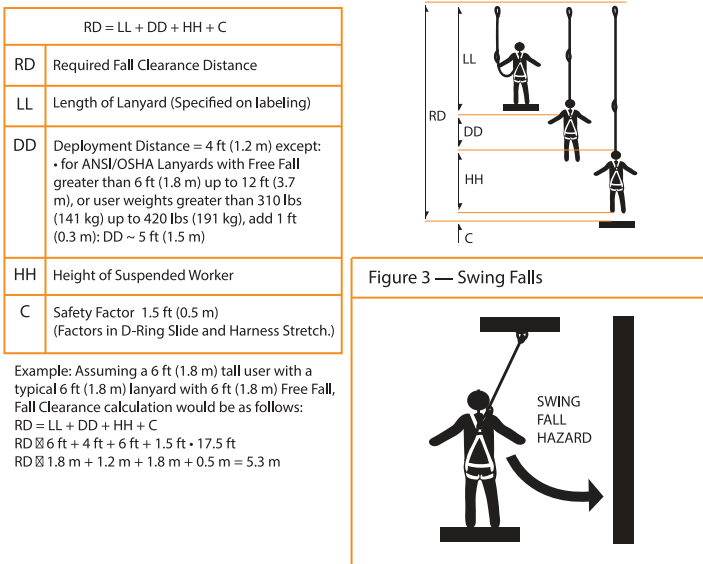 RD = LL + DD + HH + C
RD Required Fall Clearance Distance
LL Length of Lanyard (Specified on labeling)
DD Deployment Distance = 4 ft (1.2 m) except:
• for ANSI/OSHA Lanyards with Free Fall
greater than 6 ft (1.8 m) up to 12 ft (3.7
m), or user weights greater than 310 lbs
(141 kg) up to 420 lbs (191 kg), add 1 ft
(0.3 m): DD ~ 5 ft (1.5 m)
HH Height of Suspended Worker
C Safety Factor 1.5 ft (0.5 m)
(Factors in D-Ring Slide and Harness Stretch.)
Example: Assuming a 6 ft (1.8 m) tall user with a
typical 6 ft (1.8 m) lanyard with 6 ft (1.8 m) Free Fall,
Fall Clearance calculation would be as follows:
RD = LL + DD + HH + C
RD ☒ 6 ft + 4 ft + 6 ft + 1.5 ft • 17.5 ft
RD ☒ 1.8 m + 1.2 m + 1.8 m + 0.5 m = 5.3 m
LL
RD
DD
HH
C
Figure 3 — Swing Falls
SWING
FALL
HAZARD